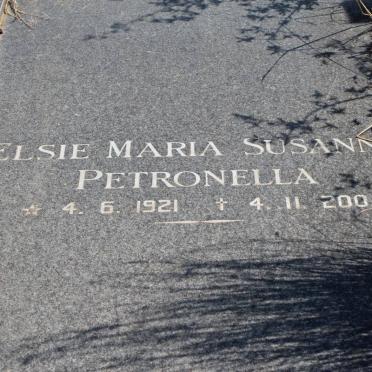 ELSIE MARIA SUSANN
PETRONELLA
☆ 4. 6. 1921 ✝ 4. 11. 200